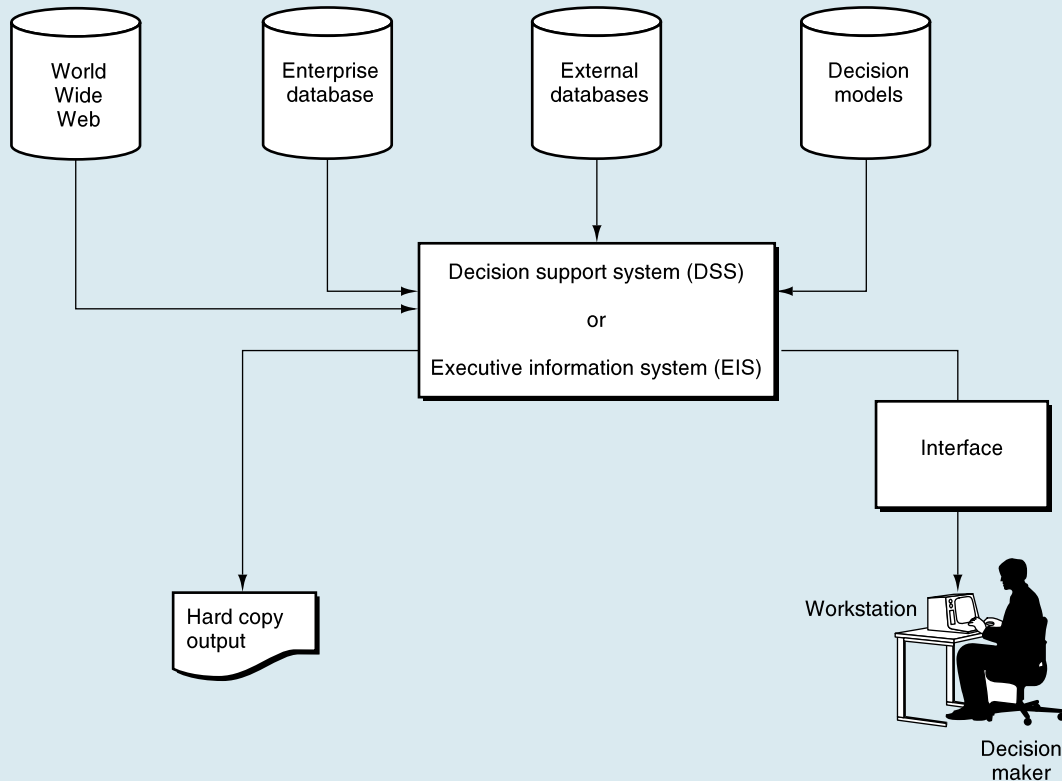 World
Wide
Web
Enterprise
database
External
databases
Decision
models
Decision support system (DSS)
or
Executive information system (EIS)
Interface
Hard copy
output
Workstation
Decision
maker